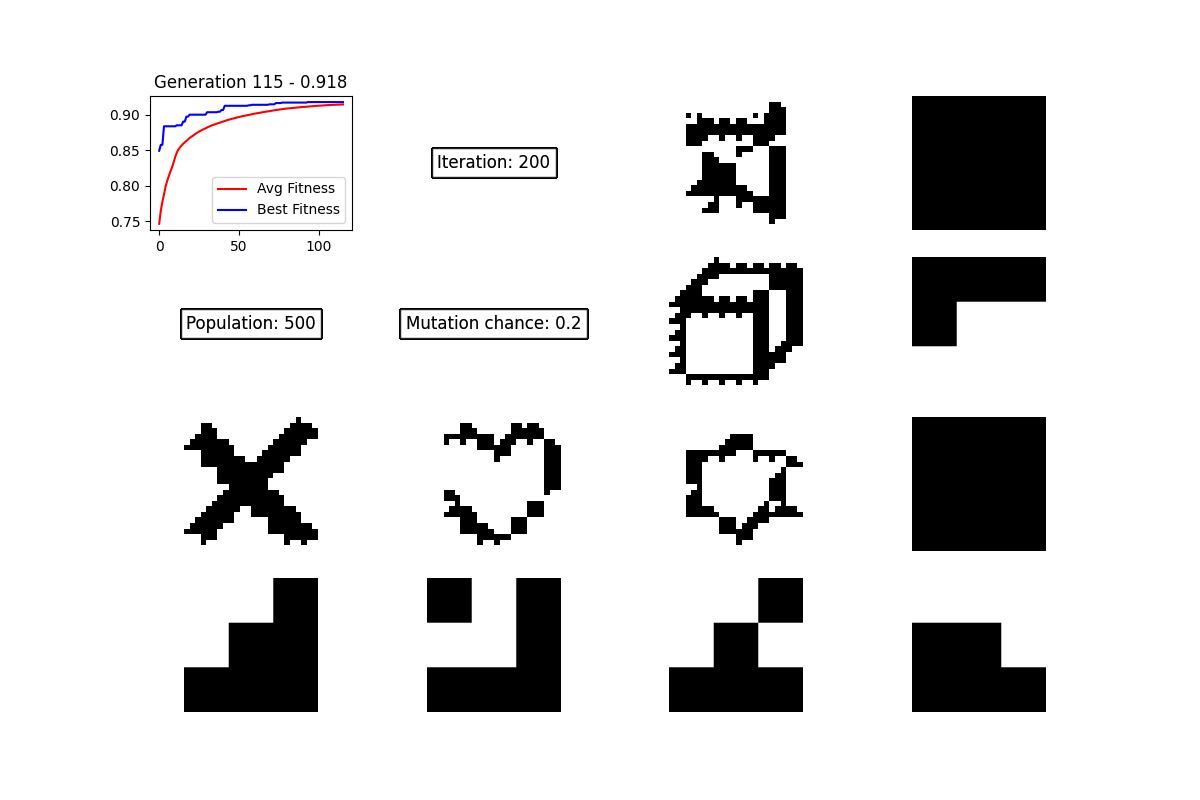 Generation 115 - 0.918
0.90
0.85
0.80
0.75
Avg Fitness
Best Fitness
0 50 100
Iteration: 200
Population: 500
Mutation chance: 0.2